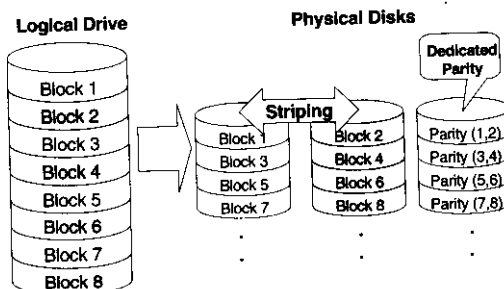 Logical Drive
Block 1
Block 2
Block 3
Block 4
Block 5
Block 6
Block 7
Block 8
Physical Disks
Striping
Block 1
Block 3
Block 5
Block 7
Block 2
Block 4
Block 6
Block 8
Dedicated
Parity
Parity (1,2)
Parity (3,4)
Parity (5,6)
Parity (7,8)